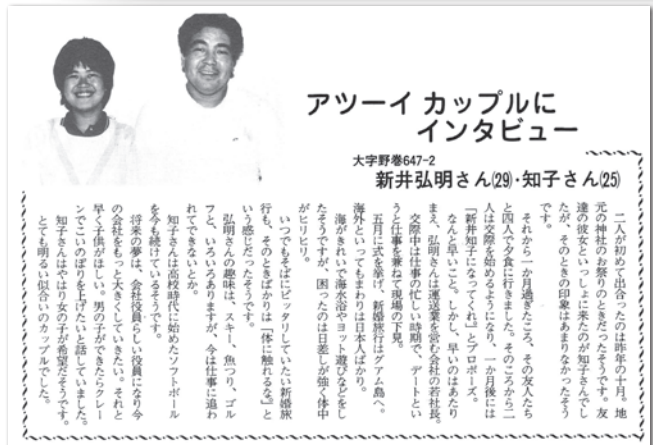 アツーイ カップルに
インタビュー
大字野巻647-2
新井弘明さん(29)・知子さん(25)
二人が初めて出合ったのは昨年の十月。地
元の神社のお祭りのときだったそうです。友
達の彼女といっしょに来たのが知子さんでし
たが、そのときの印象はあまりなかったそう
です。
それから一か月過ぎたころ、その友人たち
と四人で夕食に行きました。そのころから二
人は交際を始めるようになり、一か月後には
「新井知子になってくれ」とプロポーズ。
なんと早いこと。しかし、早いのはあたり
まえ、弘明さんは運送業を営む会社の若社長。
交際中は仕事の忙しい時期で、デートとい
うと仕事を兼ねて現場の下見。
五月に式を挙げ、新婚旅行はグアム島へ。
海外といってもまわりは日本人ばかり。
海がきれいで海水浴やヨット遊びなどをし
たそうですが、困ったのは日差しが強く体中
がヒリヒリ。
いつでもそばにピッタリしていたい新婚旅
行も、そのときばかりは「体に触れるな」と
いう感じだったそうです。
弘明さんの趣味は、スキー、魚つり、ゴル
フと、いろいろありますが、今は仕事に追わ
れてできないとか。
知子さんは高校時代に始めたソフトボール
を今も続けているそうです。
将来の夢は、会社役員らしい役員になり今
の会社をもっと大きくしていきたい。それと
早く子供がほしい。男の子ができたらクレー
ンでこいのぼりを上げたいと話していました。
知子さんはやはり女の子が希望だそうです。
とても明るい似合いのカップルでした。